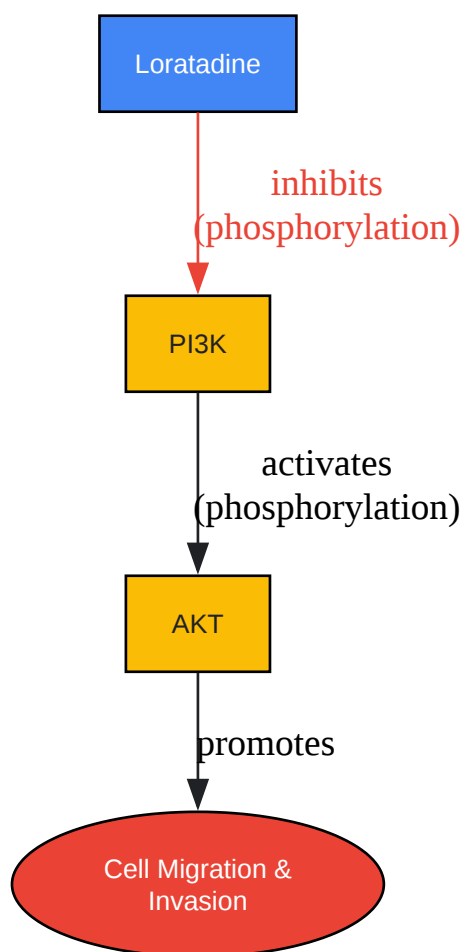 Loratadine
inhibits
(phosphorylation)
PI3K
activates
(phosphorylation)
AKT
promotes
Cell Migration &
Invasion